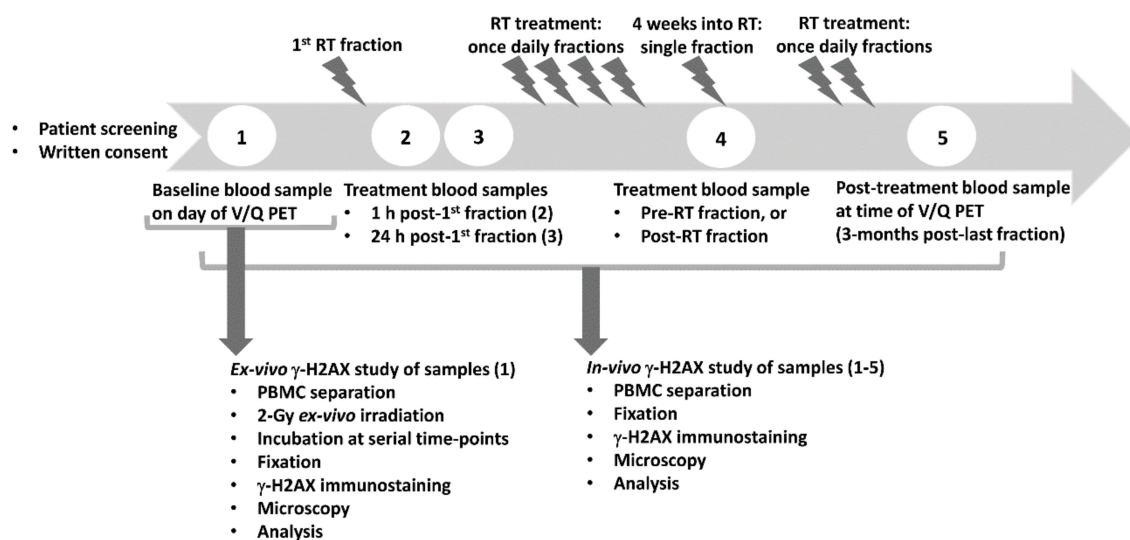 1st RT fraction
RT treatment:
once daily fractions
4 weeks into RT:
single fraction
RT treatment:
once daily fractions
• Patient screening
• Written consent
1
2
3
4
5
Baseline blood sample
on day of V/Q PET
Treatment blood samples
• 1 h post-1st fraction (2)
• 24 h post-1st fraction (3)
Treatment blood sample
• Pre-RT fraction, or
• Post-RT fraction
Post-treatment blood sample
at time of V/Q PET
(3-months post-last fraction)
Ex-vivo γ-H2AX study of samples (1)
• PBMC separation
• 2-Gy ex-vivo irradiation
• Incubation at serial time-points
• Fixation
• γ-H2AX immunostaining
• Microscopy
• Analysis
In-vivo γ-H2AX study of samples (1-5)
• PBMC separation
• Fixation
• γ-H2AX immunostaining
• Microscopy
• Analysis